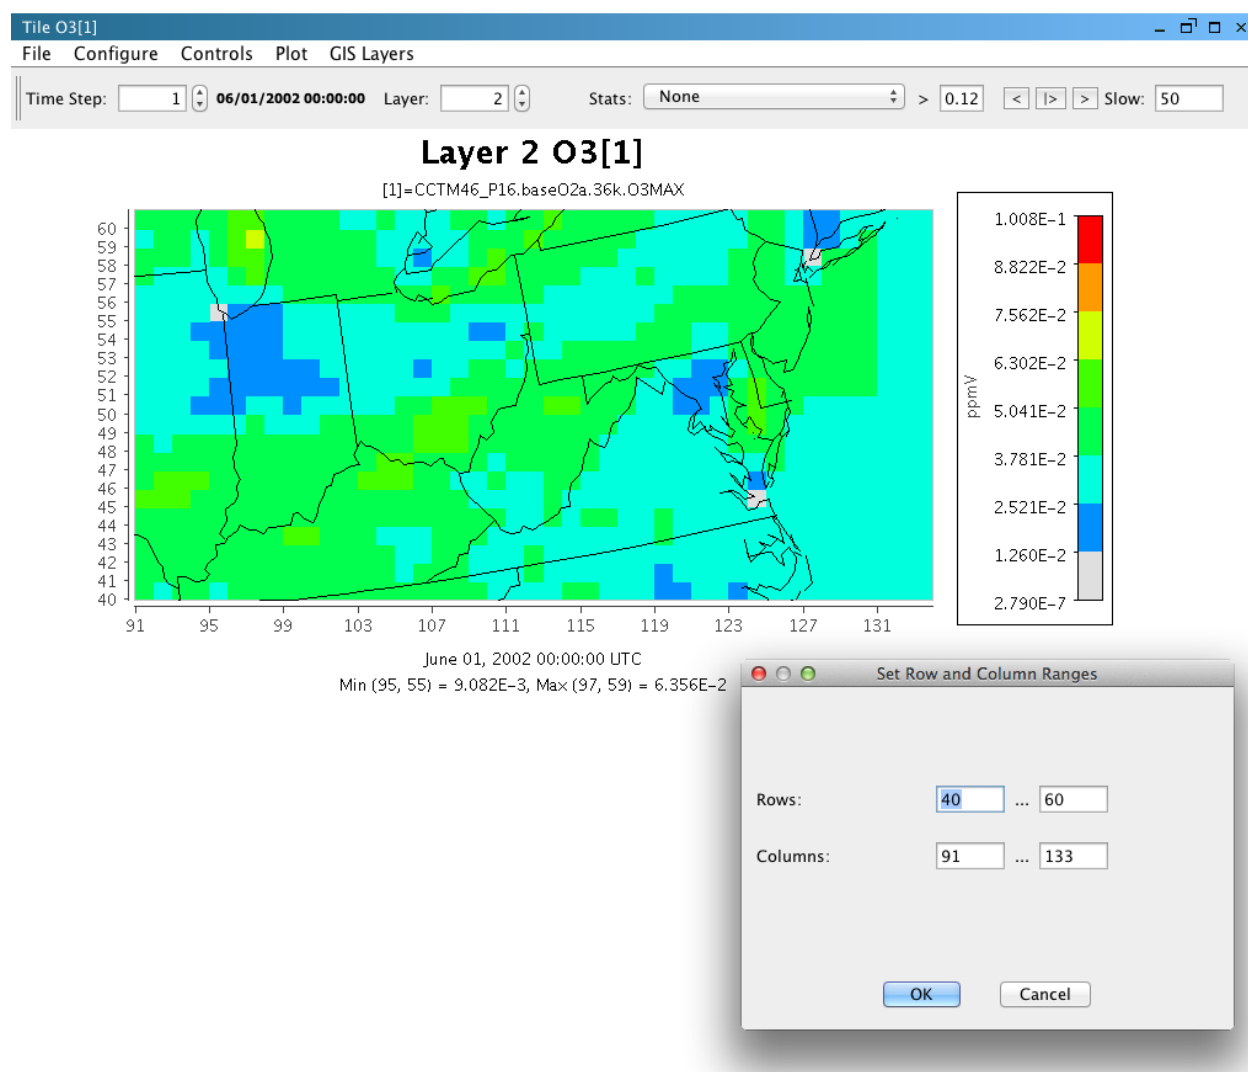 Tile O3[1]
File Configure Controls Plot GIS Layers
Time Step: 1 06/01/2002 00:00:00 Layer: 2 Stats: None > 0.12 < |> > Slow: 50
Layer 2 O3[1]
[1]=CCTM46_P16.baseO2a.36k.O3MAX
60
59
58
57
56
55
54
53
52
51
50
49
48
47
46
45
44
43
42
41
40
91 95 99 103 107 111 115 119 123 127 131
June 01, 2002 00:00:00 UTC
Min (95, 55) = 9.082E-3, Max (97, 59) = 6.356E-2
1.008E-1
8.822E-2
7.562E-2
6.302E-2
5.041E-2
3.781E-2
2.521E-2
1.260E-2
2.790E-7
ppmV
Set Row and Column Ranges
Rows: 40 ... 60
Columns: 91 ... 133
OK Cancel